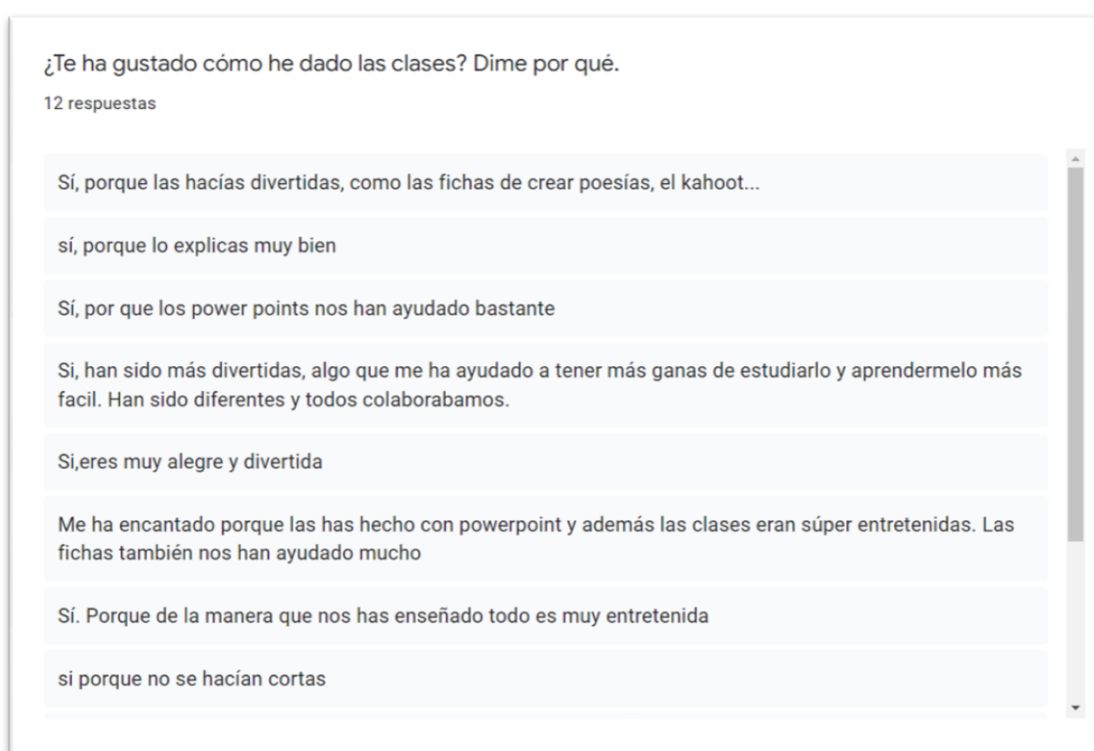 ¿Te ha gustado cómo he dado las clases? Dime por qué.
12 respuestas
Sí, porque las hacías divertidas, como las fichas de crear poesías, el kahoot...
sí, porque lo explicas muy bien
Sí, por que los power points nos han ayudado bastante
Si, han sido más divertidas, algo que me ha ayudado a tener más ganas de estudiarlo y aprendermelo más
facil. Han sido diferentes y todos colaborabamos.
Si,eres muy alegre y divertida
Me ha encantado porque las has hecho con powerpoint y además las clases eran súper entretenidas. Las
fichas también nos han ayudado mucho
Sí. Porque de la manera que nos has enseñado todo es muy entretenida
si porque no se hacían cortas